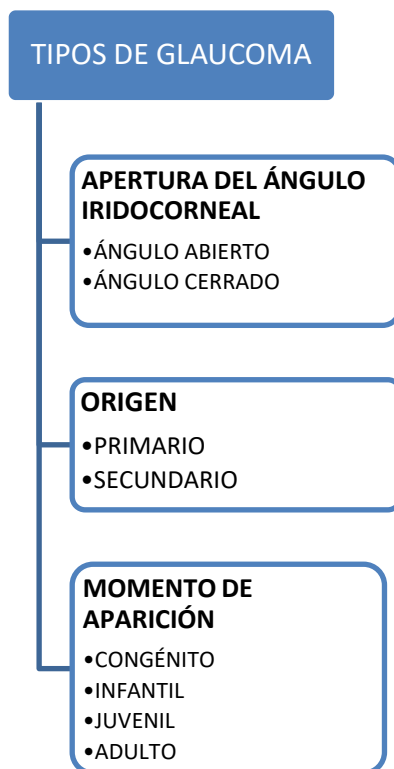 TIPOS DE GLAUCOMA
APERTURA DEL ÁNGULO
IRIDOCORNEAL
•ÁNGULO ABIERTO
•ÁNGULO CERRADO
ORIGEN
•PRIMARIO
•SECUNDARIO
MOMENTO DE
APARICIÓN
•CONGÉNITO
•INFANTIL
•JUVENIL
•ADULTO